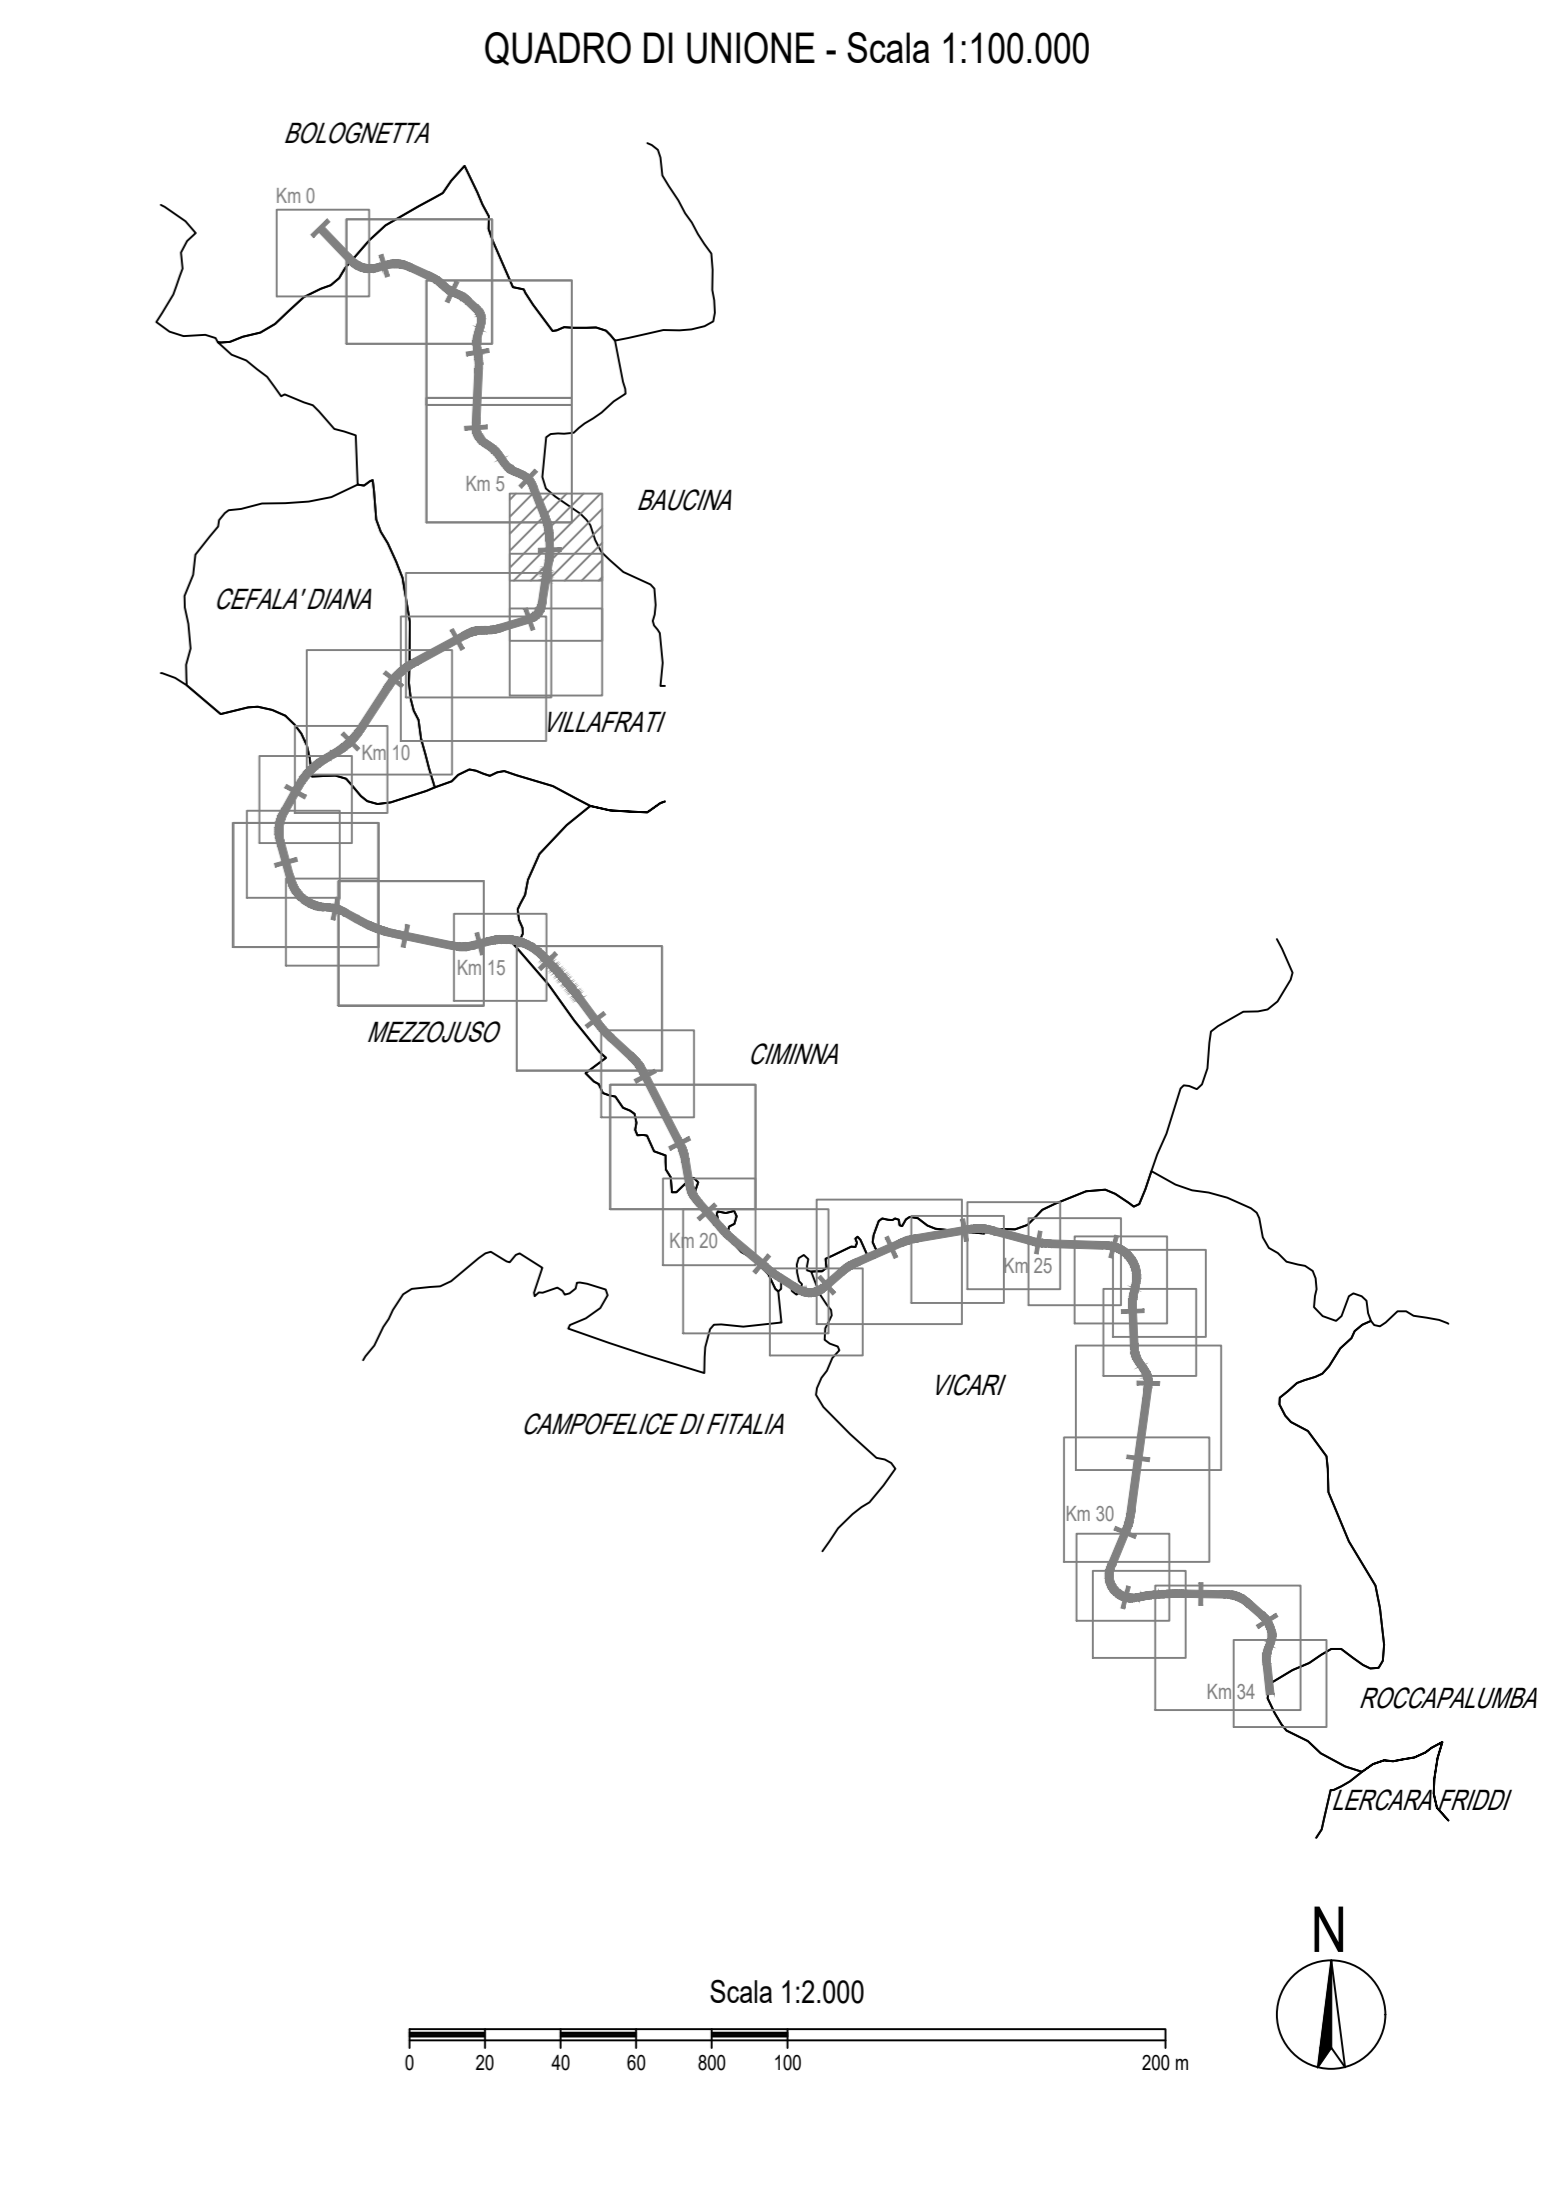 QUADRO DI UNIONE - Scala 1:100.000
BOLOGNETTA
Km 0
Km 5
BAUCINA
CEFALA' DIANA
VILLAFRATI
Km 10
Km 15
MEZZOJUSO
CIMINNA
Km 20
Km 25
VICARI
CAMPOFELICE DI FITALIA
Km 30
Km 34
ROCCAPALUMBA
LERCARA FRIDDI
N
Scala 1:2.000
0 20 40 60 800 100 200 m